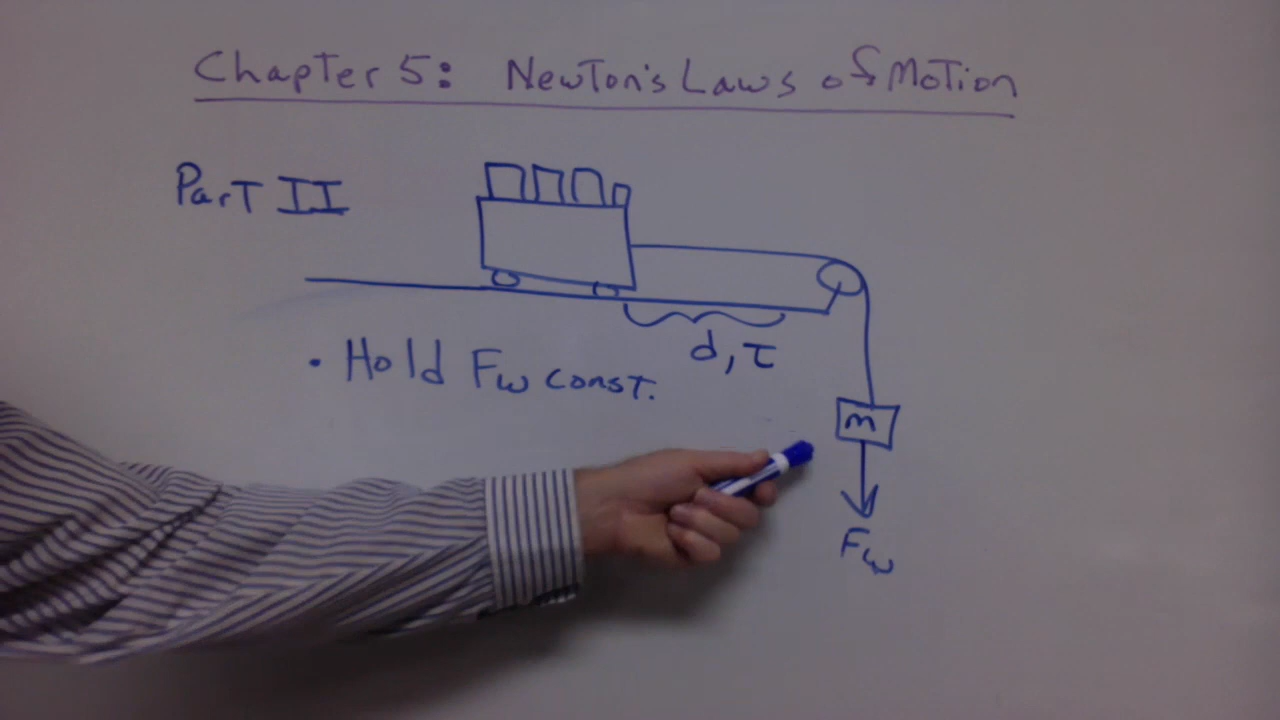 Chapter 5: Newton's Laws of Motion
Part II
d, τ
• Hold Fw const.
m
Fw